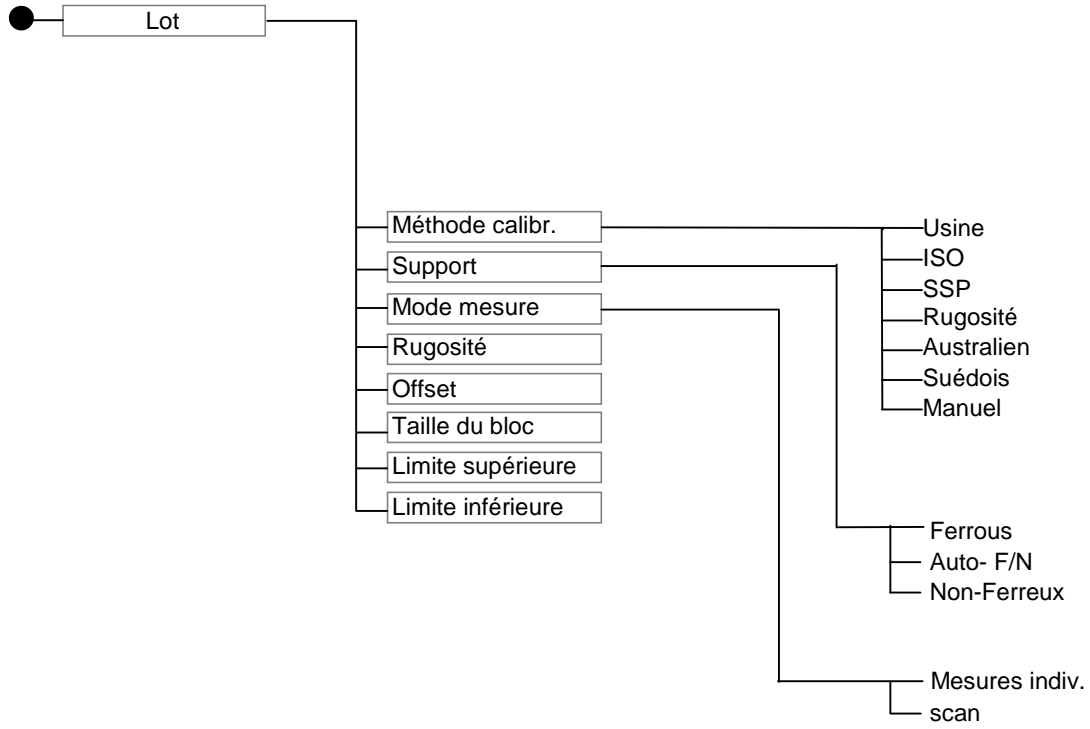 Lot
Méthode calibr.
Support
Mode mesure
Rugosité
Offset
Taille du bloc
Limite supérieure
Limite inférieure
Usine
ISO
SSP
Rugosité
Australien
Suédois
Manuel
Ferrous
Auto- F/N
Non-Ferreux
Mesures indiv.
scan